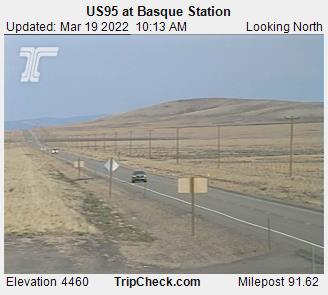 US95 at Basque Station
Updated: Mar 19 2022 10:13 AM Looking North
Elevation 4460 TripCheck.com Milepost 91.62